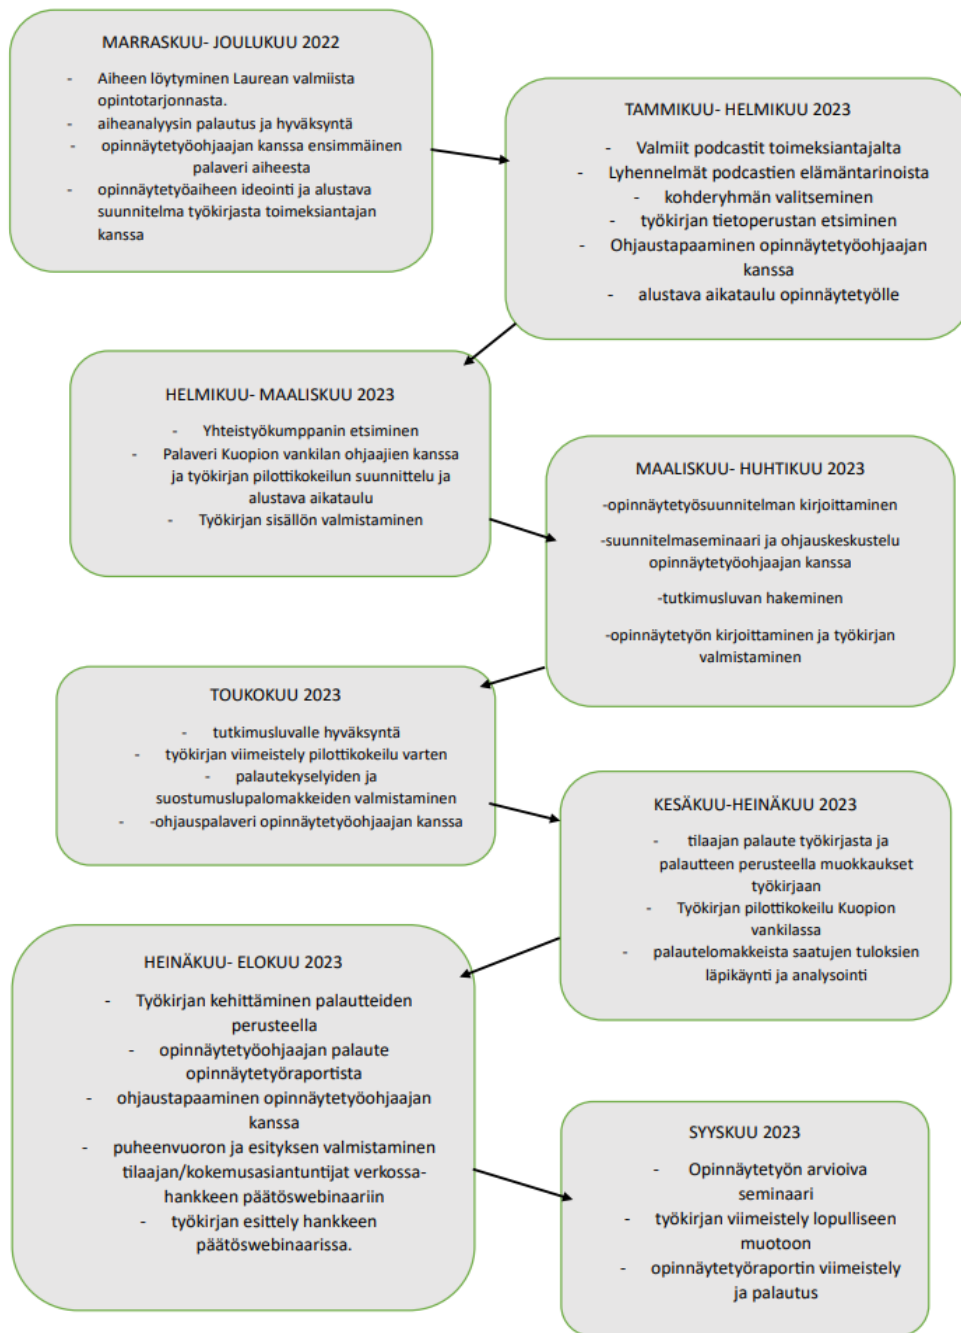 MARRASKUU- JOULUKUU 2022
- Aiheen löytyminen Laurean valmiista
opintotarjonnasta.
- aiheanalyysin palautus ja hyväksyntä
- opinnäytetyöohjaajan kanssa ensimmäinen
palaveri aiheesta
- opinnäytetyöaiheen ideointi ja alustava
suunnitelma työkirjasta toimeksiantajan
kanssa
TAMMIKUU- HELMIKUU 2023
- Valmiit podcastit toimeksiantajalta
- Lyhennelmät podcastien elämäntarinoista
- kohderyhmän valitseminen
- työkirjan tietoperustan etsiminen
- Ohjaustapaaminen opinnäytetyöohjaajan
kanssa
- alustava aikataulu opinnäytetyölle
HELMIKUU- MAALISKUU 2023
- Yhteistyökumppanin etsiminen
- Palaveri Kuopion vankilan ohjaajien kanssa
ja työkirjan pilottikokeilun suunnittelu ja
alustava aikataulu
- Työkirjan sisällön valmistaminen
MAALISKUU- HUHTIKUU 2023
-opinnäytetyösuunnitelman kirjoittaminen
-suunnitelmaseminaari ja ohjauskeskustelu
opinnäytetyöohjaajan kanssa
-tutkimusluvan hakeminen
-opinnäytetyön kirjoittaminen ja työkirjan
valmistaminen
TOUKOKUU 2023
- tutkimusluvalle hyväksyntä
- työkirjan viimeistely pilottikokeilu varten
- palautekyselyiden ja
suostumuslupalomakkeiden valmistaminen
- -ohjauspalaveri opinnäytetyöohjaajan kanssa
KESÄKUU-HEINÄKUU 2023
- tilaajan palaute työkirjasta ja
palautteen perusteella muokkaukset
työkirjaan
- Työkirjan pilottikokeilu Kuopion
vankilassa
- palautelomakkeista saatujen tuloksien
läpikäynti ja analysointi
HEINÄKUU- ELOKUU 2023
- Työkirjan kehittäminen palautteiden
perusteella
- opinnäytetyöohjaajan palaute
opinnäytetyöraportista
- ohjaustapaaminen opinnäytetyöohjaajan
kanssa
- puheenvuoron ja esityksen valmistaminen
tilaajan/kokemusasiantuntijat verkossa-
hankkeen päätöswebinaariin
- työkirjan esittely hankkeen
päätöswebinaarissa.
SYYSKUU 2023
- Opinnäytetyön arvioiva
seminaari
- työkirjan viimeistely lopulliseen
muotoon
- opinnäytetyöraportin viimeistely
ja palautus